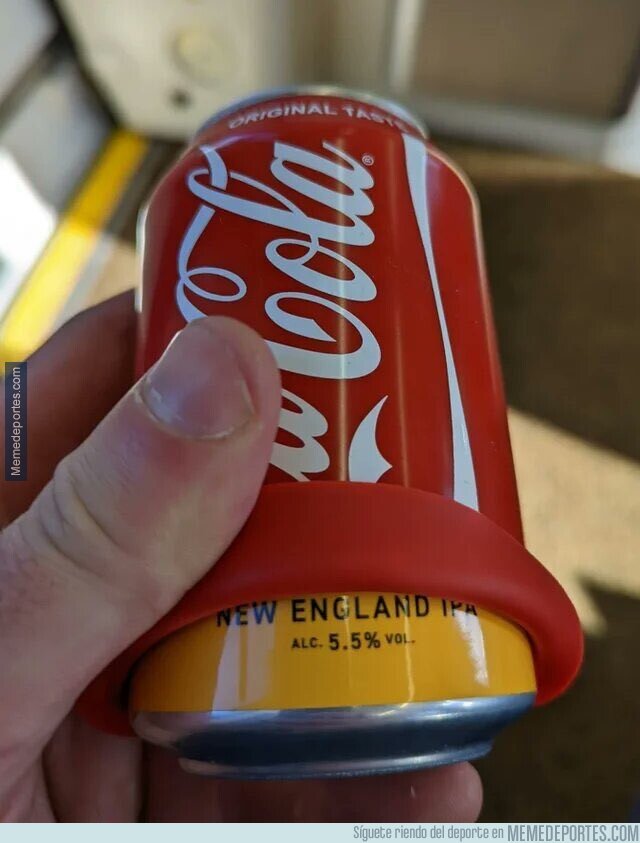 ORIGINAL TASTE
Coca-Cola®
NEW ENGLAND IPA
ALC. 5.5% VOL.
Memedeportes.com
Síguete riendo del deporte en MEMEDEPORTES.COM